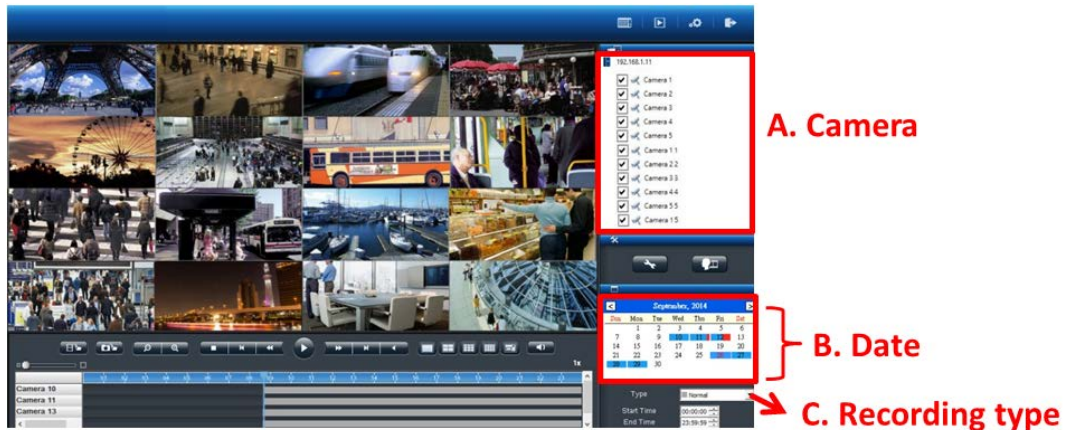 192.168.1.11
Camera 1
Camera 2
Camera 3
Camera 4
Camera 5
Camera 1 1
Camera 2 2
Camera 3 3
Camera 4 4
Camera 5 5
Camera 1 5
A. Camera
September, 2014
Sun Mon Tue Wed Thu Fri Sat
1 2 3 4 5 6
7 8 9 10 11 12 13
14 15 16 17 18 19 20
21 22 23 24 25 26 27
28 29 30
B. Date
1x
Camera 10
Camera 11
Camera 13
Type Normal
Start Time 00:00:00
End Time 23:59:59
C. Recording type